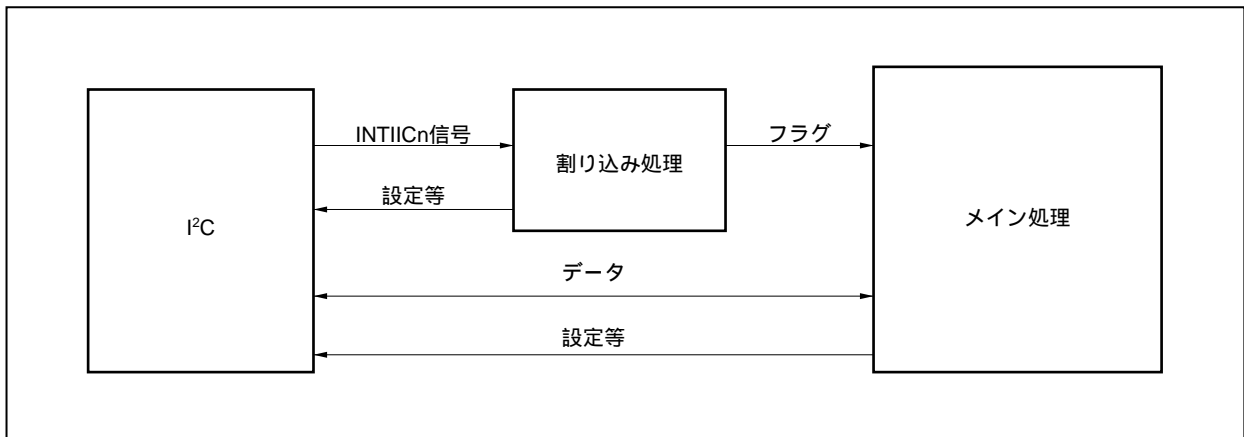 INTIICn信号
フラグ
割り込み処理
設定等
I²C
メイン処理
データ
設定等